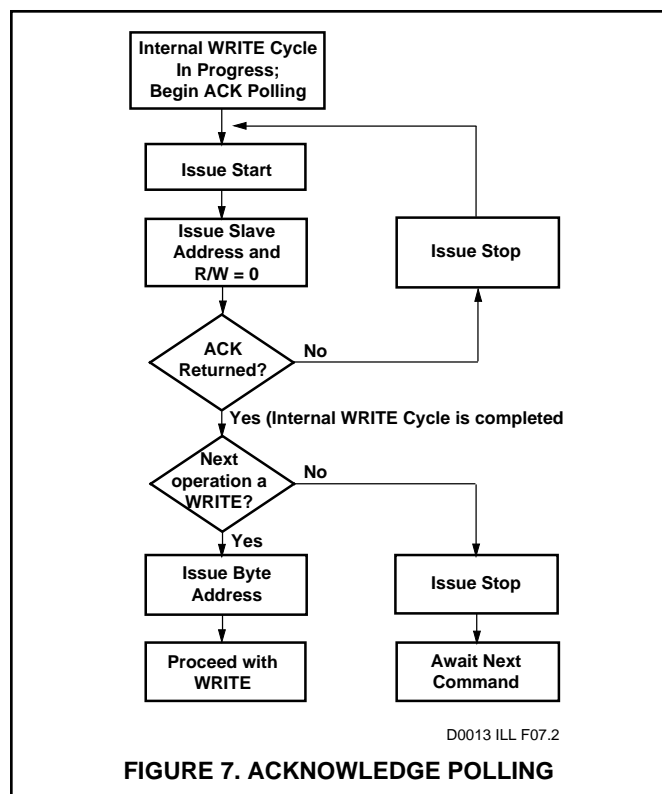 Internal WRITE Cycle
In Progress;
Begin ACK Polling
Issue Start
Issue Slave
Address and
R/W = 0
Issue Stop
ACK
Returned?
No
Yes (Internal WRITE Cycle is completed
Next
operation a
WRITE?
No
Yes
Issue Byte
Address
Issue Stop
Proceed with
WRITE
Await Next
Command
D0013 ILL F07.2
FIGURE 7. ACKNOWLEDGE POLLING